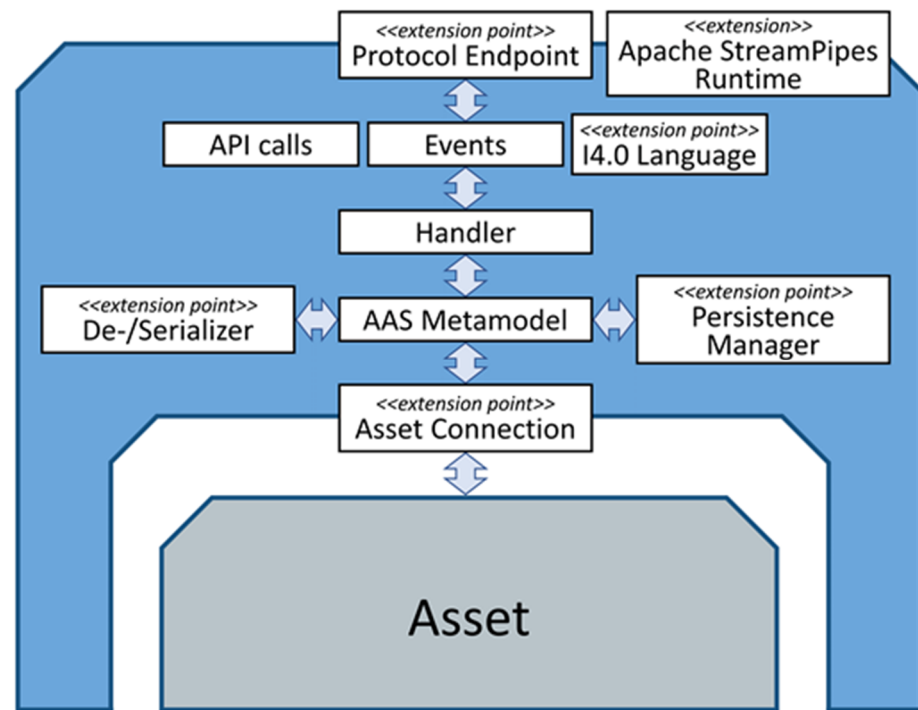 <<extension point>>
Protocol Endpoint
<<extension>>
Apache StreamPipes
Runtime
API calls
Events
<<extension point>>
I4.0 Language
Handler
<<extension point>>
De-/Serializer
AAS Metamodel
<<extension point>>
Persistence
Manager
<<extension point>>
Asset Connection
Asset